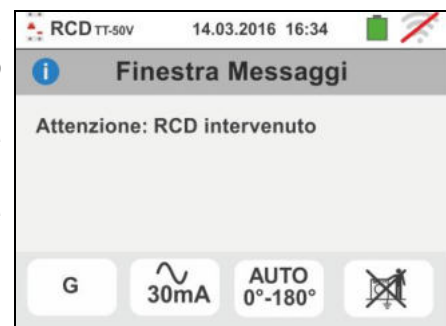 RCD TT-50V 14.03.2016 16:34
Finestra Messaggi
Attenzione: RCD intervenuto
G 30mA AUTO 0°-180°